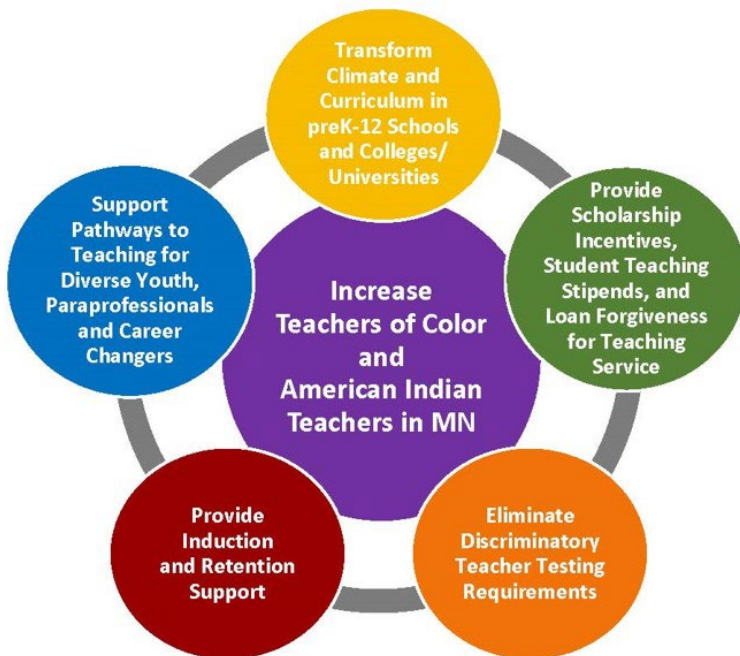 Transform
Climate and
Curriculum in
preK-12 Schools
and Colleges/
Universities
Provide
Scholarship
Incentives,
Student Teaching
Stipends, and
Loan Forgiveness
for Teaching
Service
Eliminate
Discriminatory
Teacher Testing
Requirements
Provide
Induction
and Retention
Support
Support
Pathways to
Teaching for
Diverse Youth,
Paraprofessionals
and Career
Changers
Increase
Teachers of Color
and
American Indian
Teachers in MN